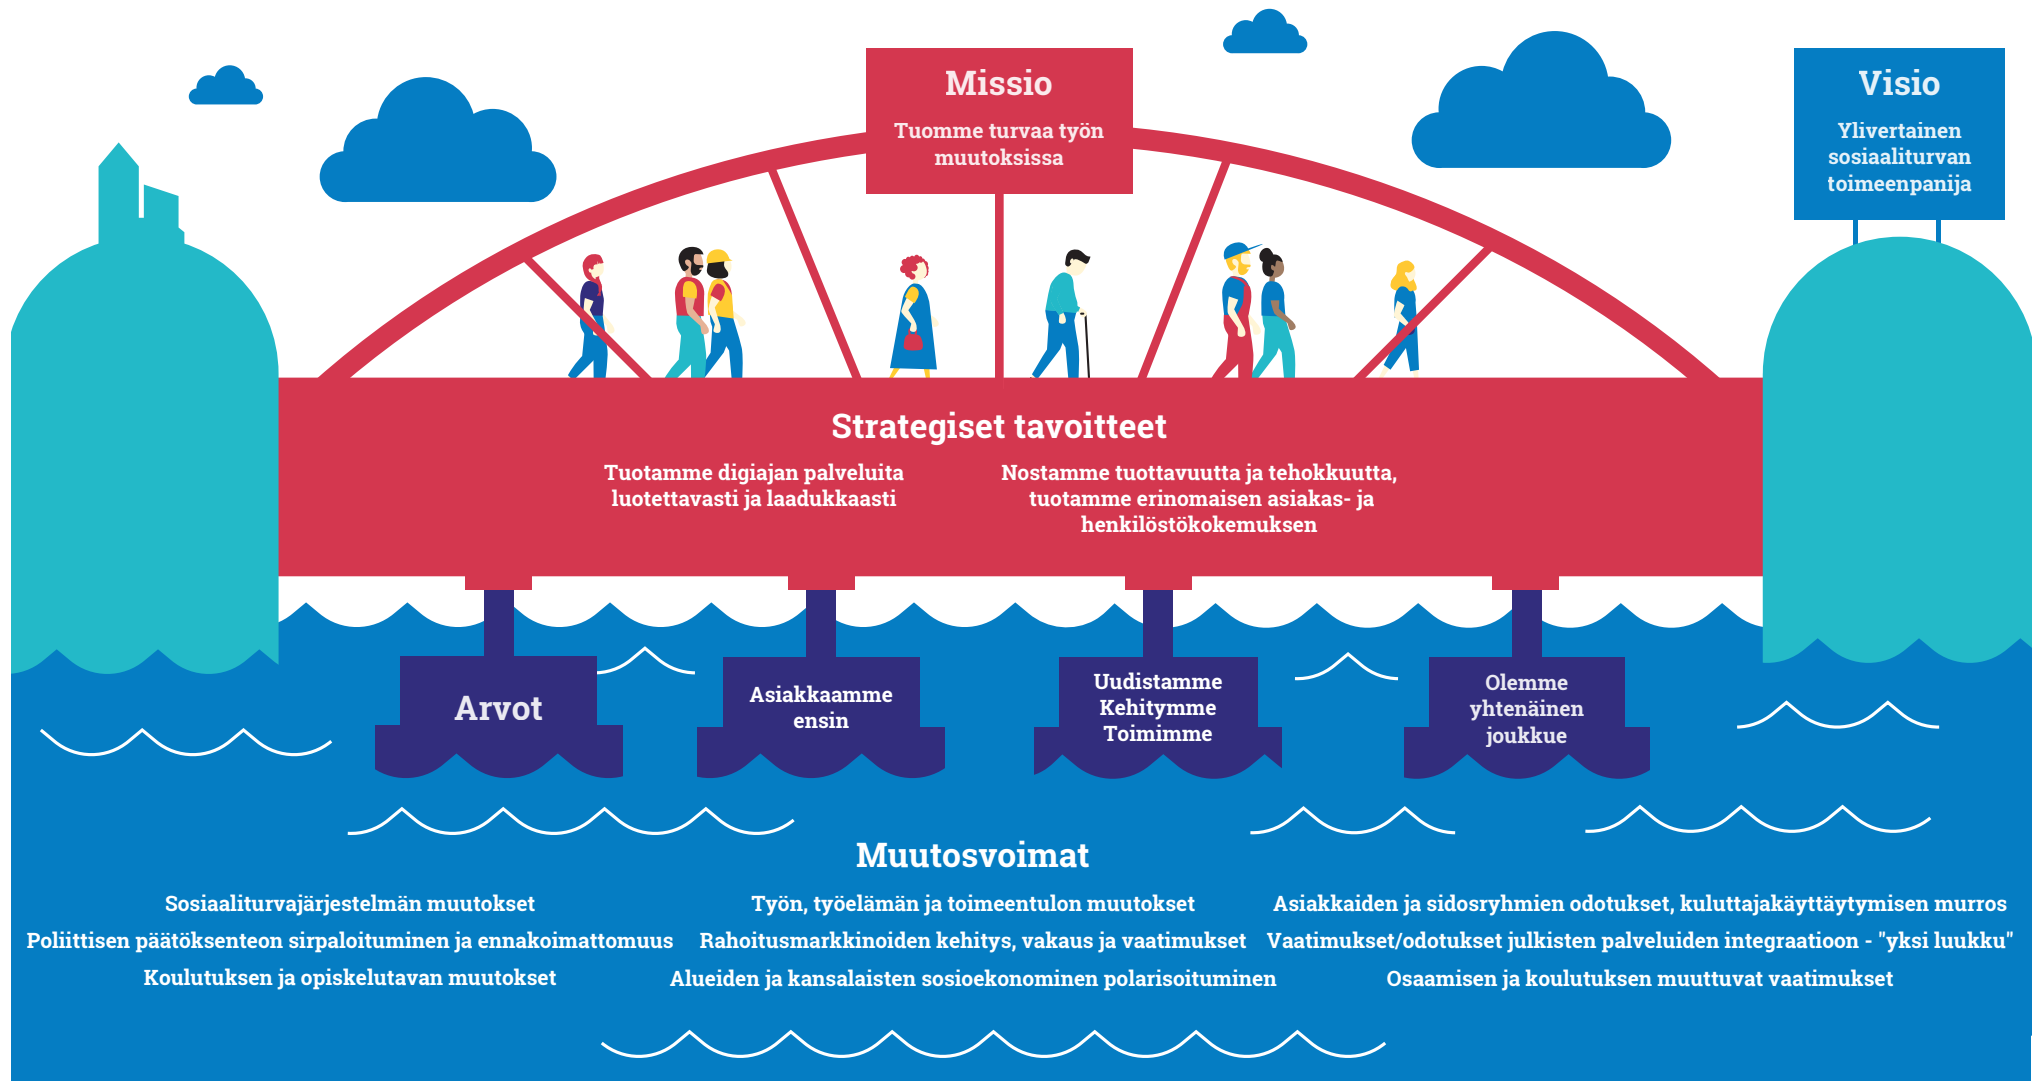 Missio
Tuomme turvaa työn
muutoksissa
Visio
Ylivertainen
sosiaaliturvan
toimeenpanija
Strategiset tavoitteet
Tuotamme digiajan palveluita
luotettavasti ja laadukkaasti
Nostamme tuottavuutta ja tehokkuutta,
tuotamme erinomaisen asiakas- ja
henkilöstökokemuksen
Arvot
Asiakkaamme
ensin
Uudistamme
Kehitymme
Toimimme
Olemme
yhtenäinen
joukkue
Muutosvoimat
Sosiaaliturvajärjestelmän muutokset
Poliittisen päätöksenteon sirpaloituminen ja ennakoimattomuus
Koulutuksen ja opiskelutavan muutokset
Työn, työelämän ja toimeentulon muutokset
Rahoitusmarkkinoiden kehitys, vakaus ja vaatimukset
Alueiden ja kansalaisten sosioekonominen polarisoituminen
Asiakkaiden ja sidosryhmien odotukset, kuluttajakäyttäytymisen murros
Vaatimukset/odotukset julkisten palveluiden integraatioon - "yksi luukku"
Osaamisen ja koulutuksen muuttuvat vaatimukset